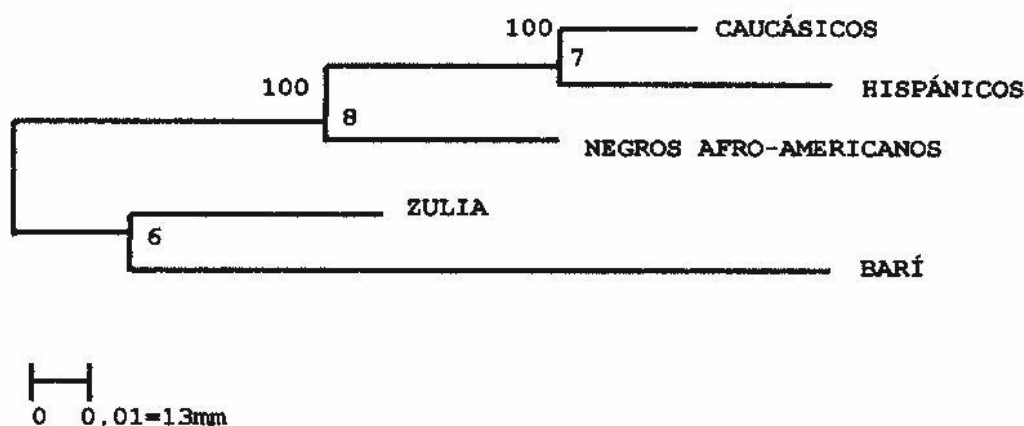 100
CAUCÁSICOS
7
100
HISPÁNICOS
8
NEGROS AFRO-AMERICANOS
ZULIA
6
BARÍ
0 0,01=13mm